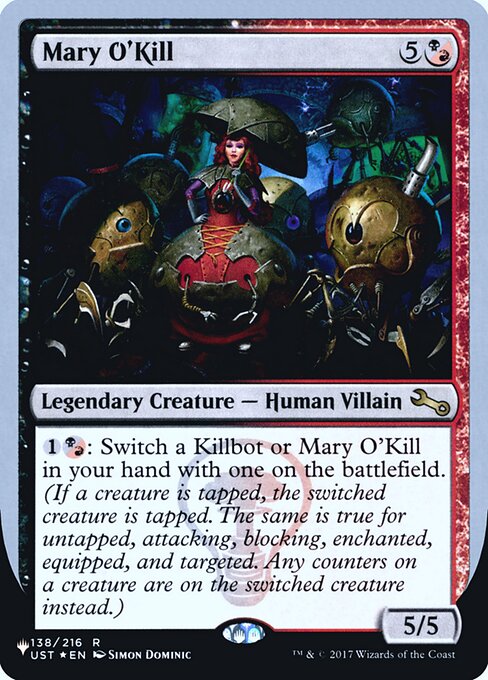 Mary O'Kill 5
Legendary Creature — Human Villain
1: Switch a Killbot or Mary O'Kill
in your hand with one on the battlefield.
(If a creature is tapped, the switched
creature is tapped. The same is true for
untapped, attacking, blocking, enchanted,
equipped, and targeted. Any counters on
a creature are on the switched creature
instead.)
5/5
138/216 R
UST ★ EN Simon Dominic
™ & © 2017 Wizards of the Coast